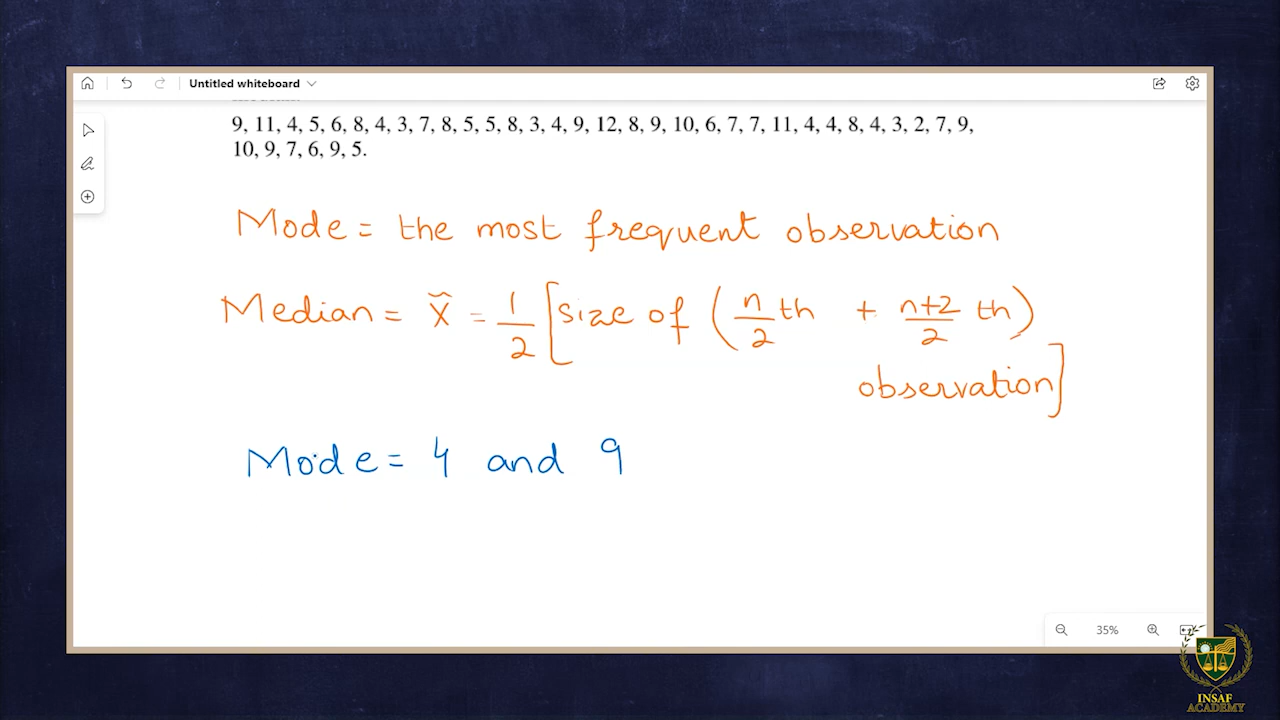 Untitled whiteboard
9, 11, 4, 5, 6, 8, 4, 3, 7, 8, 5, 5, 8, 3, 4, 9, 12, 8, 9, 10, 6, 7, 7, 11, 4, 4, 8, 4, 3, 2, 7, 9,
10, 9, 7, 6, 9, 5.
Mode = the most frequent observation
Median = x̃ = 1/2 [size of (n/2 th + n+2/2 th)
observation]
Mode = 4 and 9
35%
INSAF
ACADEMY